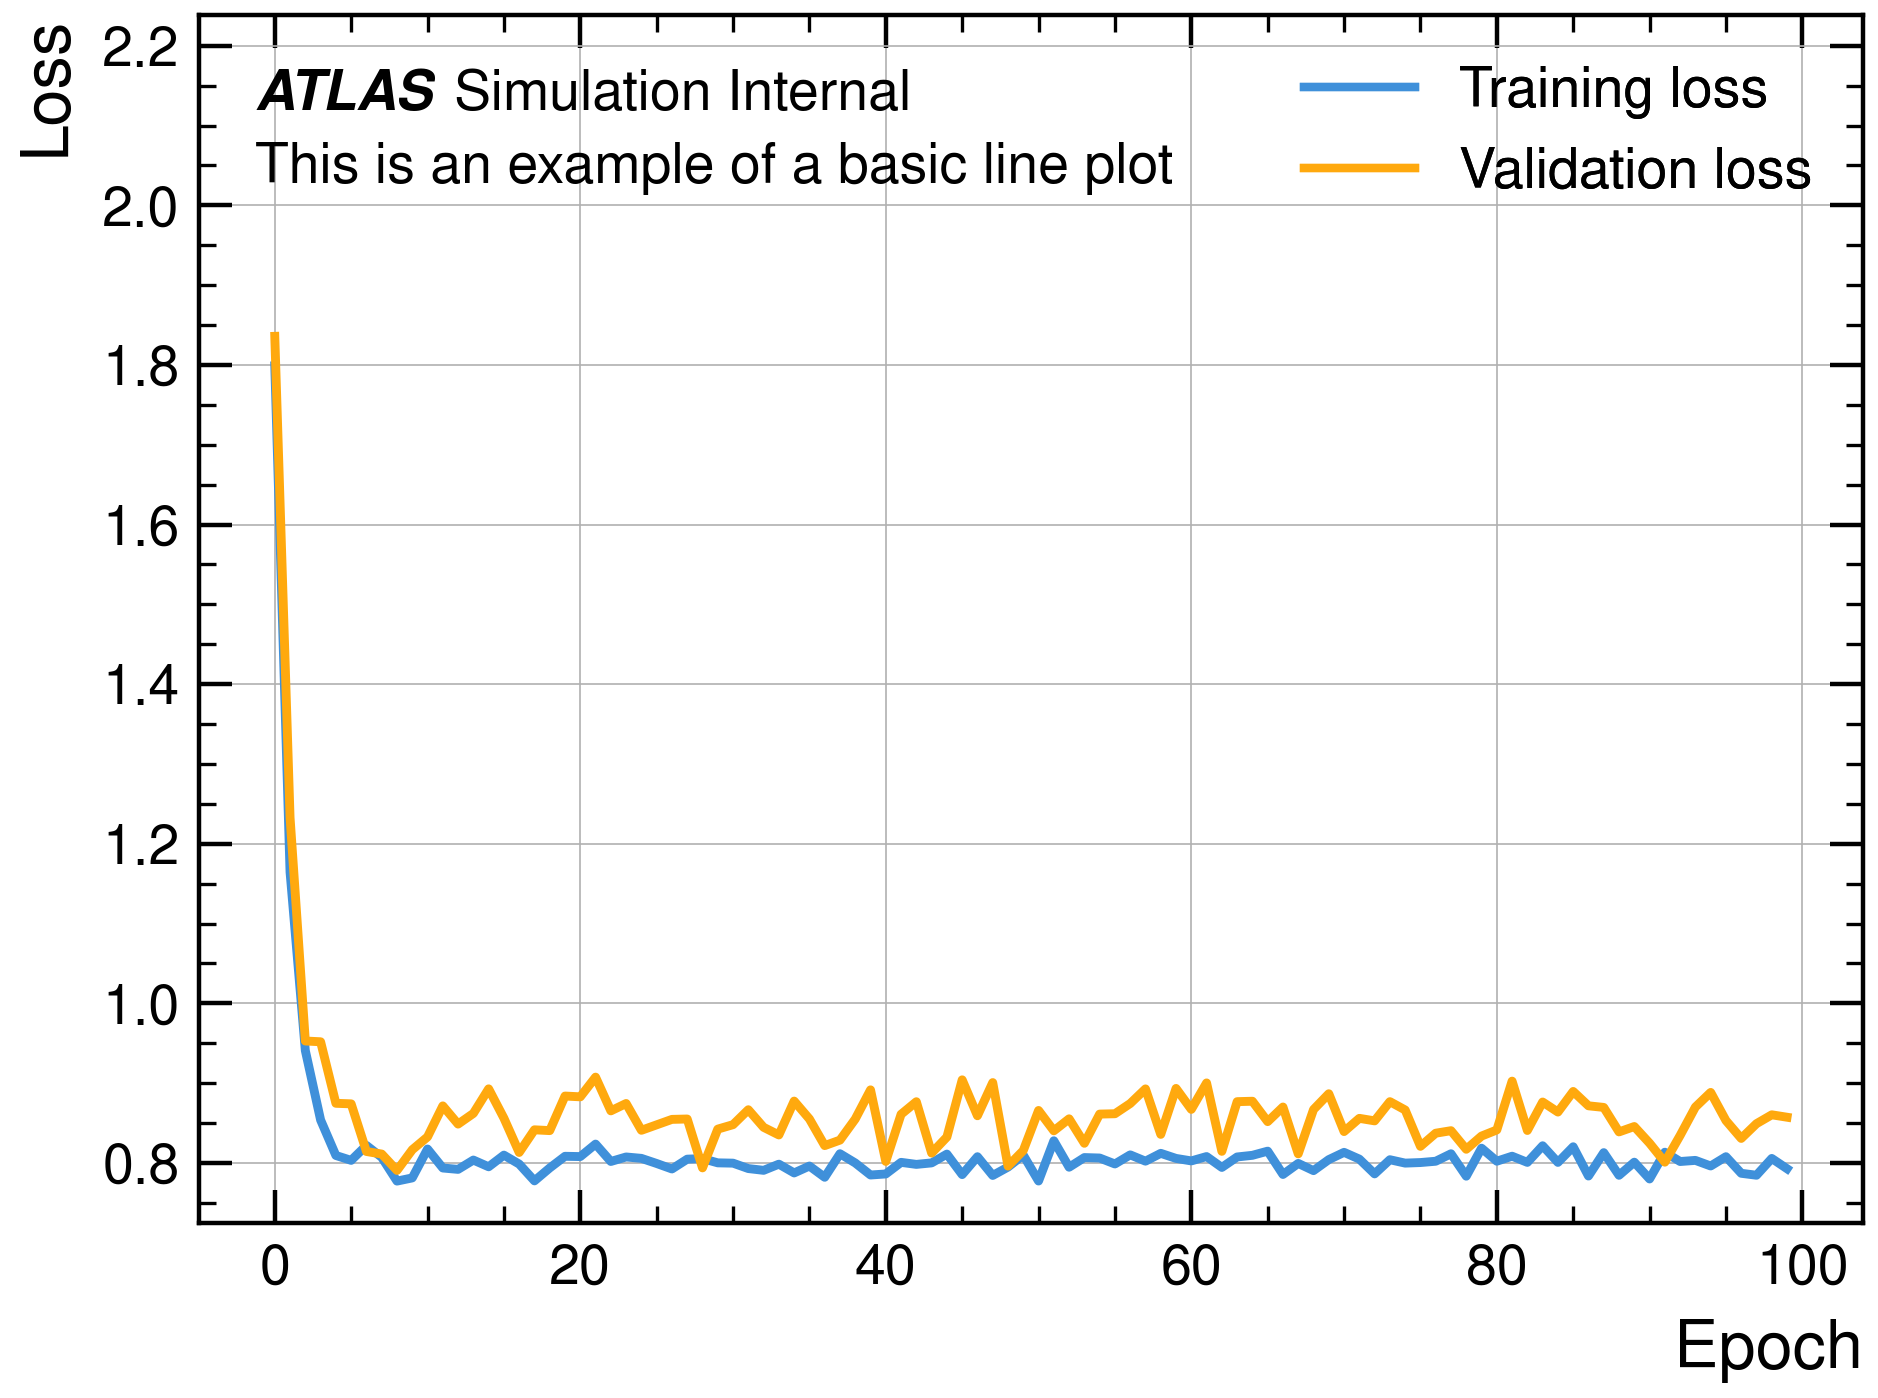 Loss
2.2
2.0
1.8
1.6
1.4
1.2
1.0
0.8
ATLAS Simulation Internal
This is an example of a basic line plot
Training loss
Validation loss
0 20 40 60 80 100
Epoch